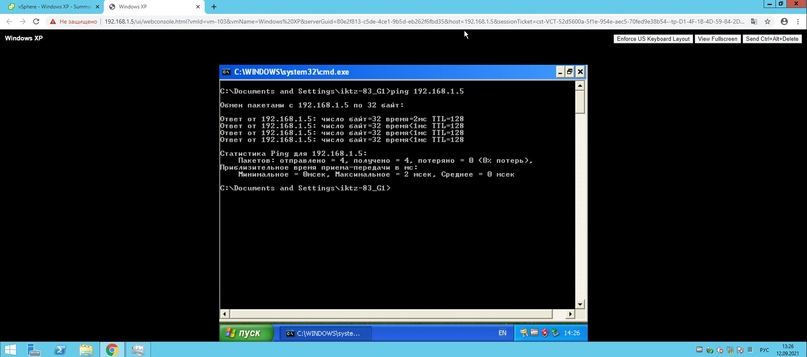 vSphere - Windows XP - Summa
Windows XP
Не защищено
192.168.1.5/ui/webconsole.html?vmId=vm-103&vmName=Windows%20XP&serverGuid=80e2f813-c5de-4ce1-9b5d-eb262f6fbd35&host=192.168.1.5&sessionTicket=cst-VCT-52d5600a-5f1e-954e-aec5-70fed9e38b54--tp-D1-4F-18-4D-59-84-2D...
Windows XP
Enforce US Keyboard Layout
View Fullscreen
Send Ctrl+Alt+Delete
C:\WINDOWS\system32\cmd.exe
C:\Documents and Settings\iktz-83_G1>ping 192.168.1.5
Обмен пакетами с 192.168.1.5 по 32 байт:
Ответ от 192.168.1.5: число байт=32 время=2мс TTL=128
Ответ от 192.168.1.5: число байт=32 время<1мс TTL=128
Ответ от 192.168.1.5: число байт=32 время<1мс TTL=128
Ответ от 192.168.1.5: число байт=32 время<1мс TTL=128
Статистика Ping для 192.168.1.5:
Пакетов: отправлено = 4, получено = 4, потеряно = 0 (0% потерь),
Приблизительное время приема-передачи в мс:
Минимальное = 0мсек, Максимальное = 2 мсек, Среднее = 0 мсек
C:\Documents and Settings\iktz-83_G1>
пуск
C:\WINDOWS\syste...
EN
14:26
РУС
13:26
12.09.2021